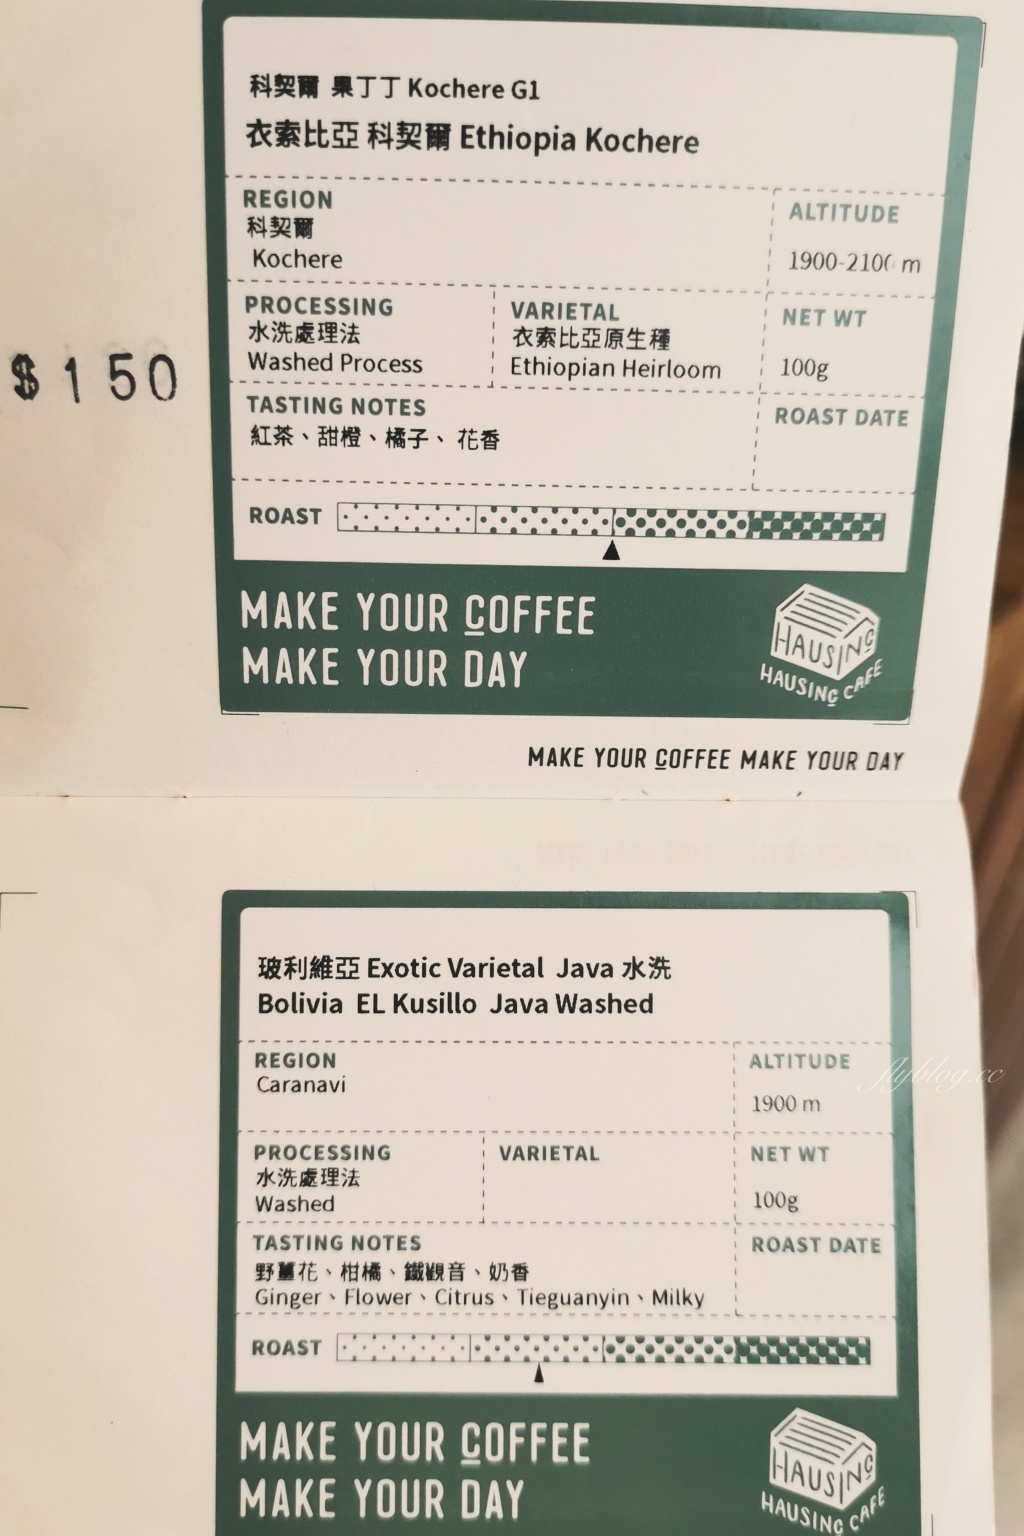 科契爾 果丁丁 Kochere G1
衣索比亞 科契爾 Ethiopia Kochere
REGION
科契爾
Kochere
ALTITUDE
1900-2100 m
PROCESSING
水洗處理法
Washed Process
VARIETAL
衣索比亞原生種
Ethiopian Heirloom
NET WT
100g
$150
TASTING NOTES
紅茶、甜橙、橘子、花香
ROAST DATE
ROAST
MAKE YOUR COFFEE
MAKE YOUR DAY
HAUSING
HAUSING CAFE
MAKE YOUR COFFEE MAKE YOUR DAY
玻利維亞 Exotic Varietal Java 水洗
Bolivia EL Kusillo Java Washed
REGION
Caranavi
ALTITUDE
1900 m
flyblog.cc
PROCESSING
水洗處理法
Washed
VARIETAL
NET WT
100g
TASTING NOTES
野薑花、柑橘、鐵觀音、奶香
Ginger、Flower、Citrus、Tieguanyin、Milky
ROAST DATE
ROAST
MAKE YOUR COFFEE
MAKE YOUR DAY
HAUSING
HAUSING CAFE